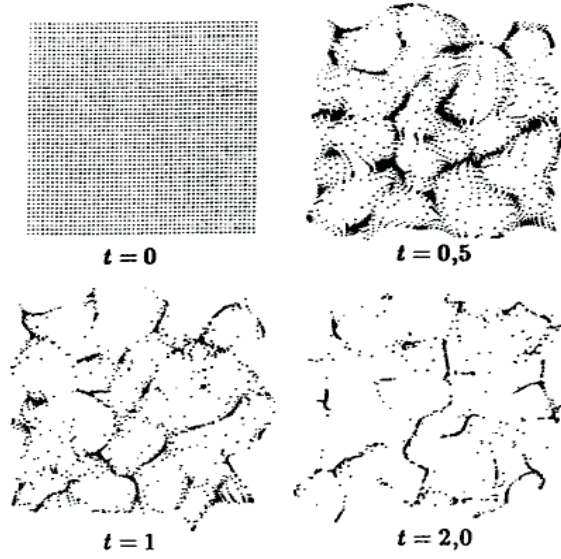 t = 0
t = 0,5
t = 1
t = 2,0